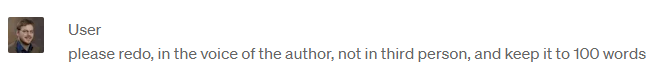 User
please redo, in the voice of the author, not in third person, and keep it to 100 words